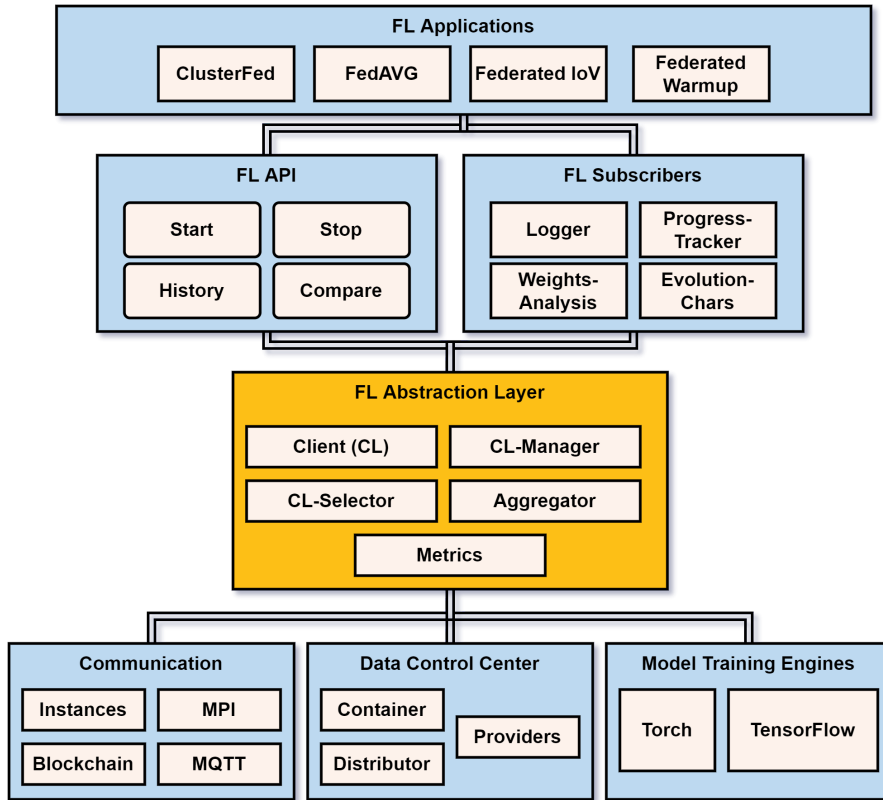 FL Applications
ClusterFed
FedAVG
Federated IoV
Federated
Warmup
FL API
Start
Stop
History
Compare
FL Subscribers
Logger
Progress-
Tracker
Weights-
Analysis
Evolution-
Chars
FL Abstraction Layer
Client (CL)
CL-Manager
CL-Selector
Aggregator
Metrics
Communication
Instances
MPI
Blockchain
MQTT
Data Control Center
Container
Providers
Distributor
Model Training Engines
Torch
TensorFlow